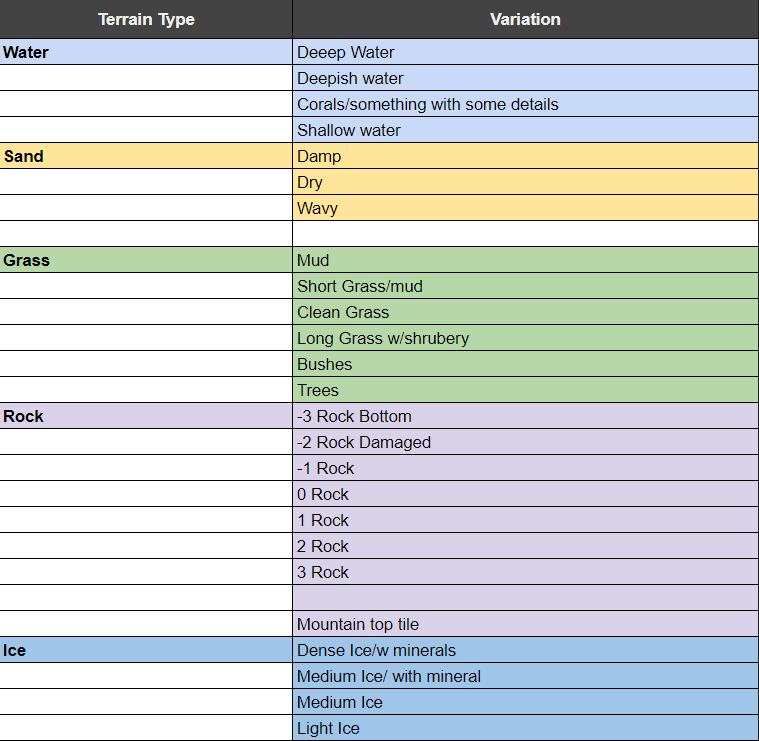 Terrain Type Variation
Water Deeep Water
Deepish water
Corals/something with some details
Shallow water
Sand Damp
Dry
Wavy
Grass Mud
Short Grass/mud
Clean Grass
Long Grass w/shrubery
Bushes
Trees
Rock -3 Rock Bottom
-2 Rock Damaged
-1 Rock
0 Rock
1 Rock
2 Rock
3 Rock
Mountain top tile
Ice Dense Ice/w minerals
Medium Ice/ with mineral
Medium Ice
Light Ice